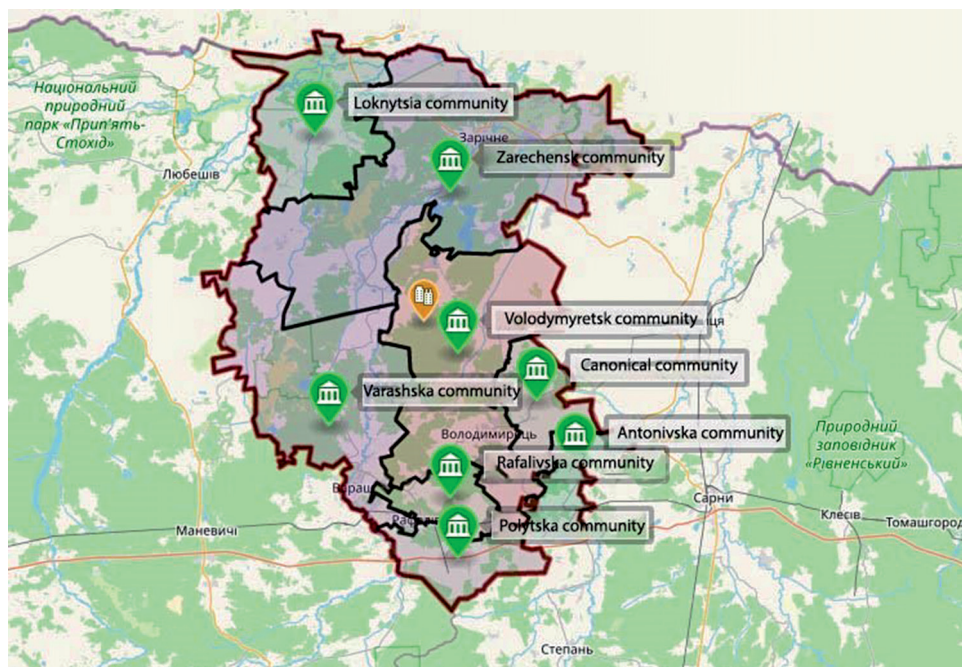 Національний
природний
парк «Прип'ять-
Стохід»
Любешів
Loknytsia community
Зарічне
Zarechensk community
Volodymyretsk community
Canonical community
Varashska community
Володимирець
Antonivska community
Rafalivska community
Природний
заповідник
«Рівненський»
Polytska community
Маневичі
Сарни
Клесів
Томашгород
Степань